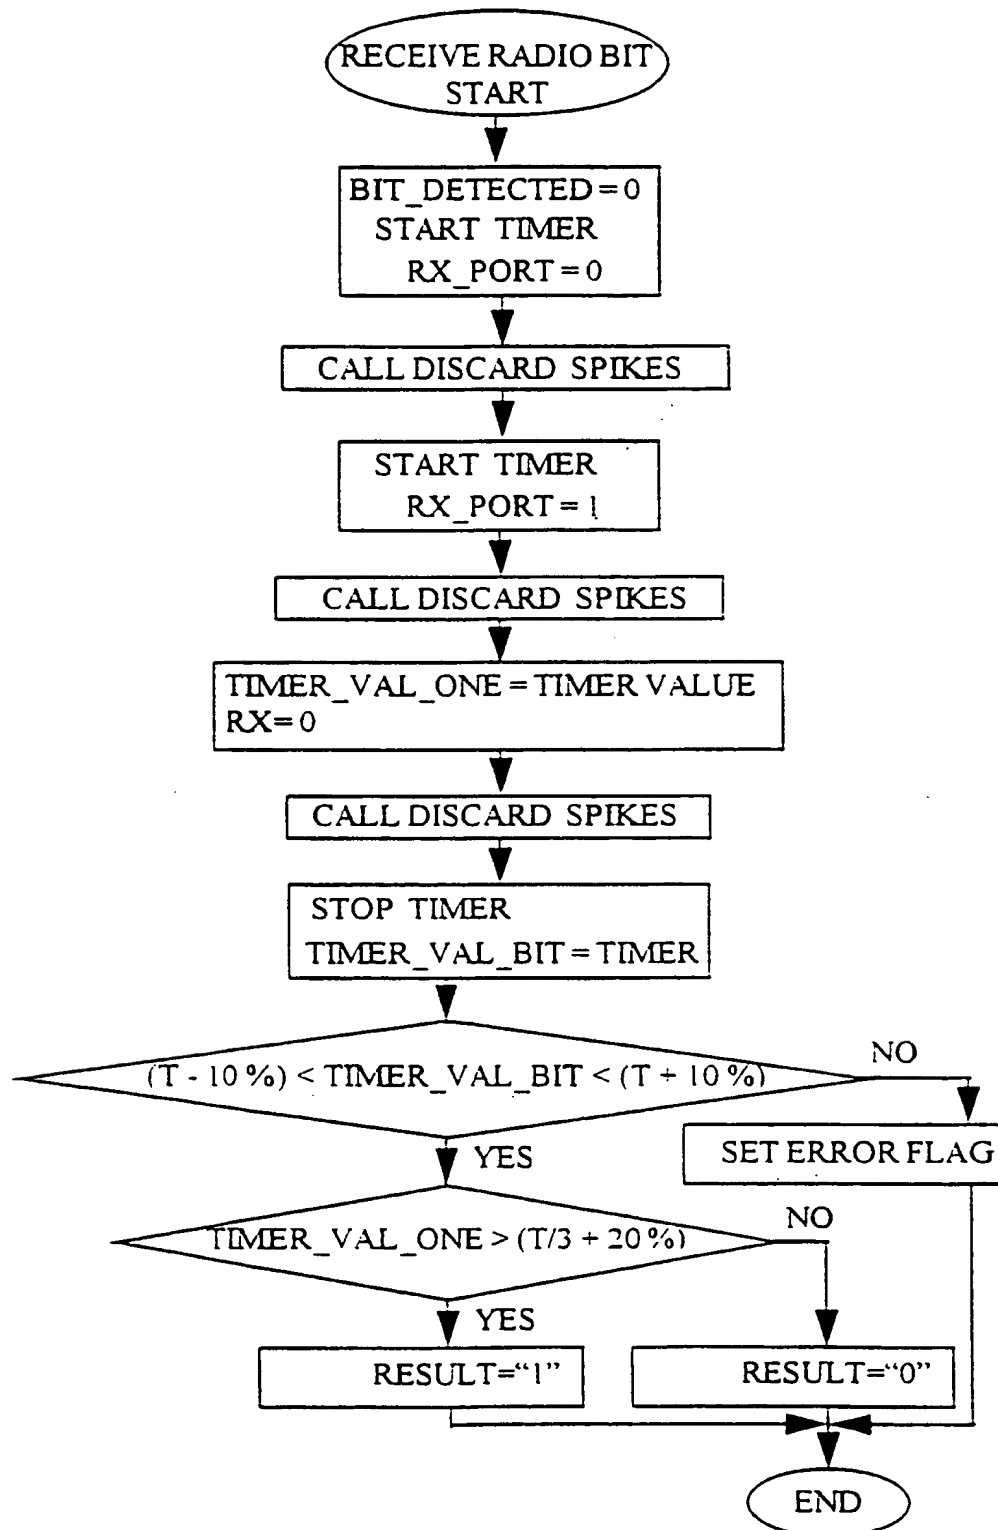 RECEIVE RADIO BIT
START
BIT_DETECTED = 0
START TIMER
RX_PORT = 0
CALL DISCARD SPIKES
START TIMER
RX_PORT = 1
CALL DISCARD SPIKES
TIMER_VAL_ONE = TIMER VALUE
RX = 0
CALL DISCARD SPIKES
STOP TIMER
TIMER_VAL_BIT = TIMER
(T - 10 %) < TIMER_VAL_BIT < (T + 10 %)
NO
SET ERROR FLAG
YES
TIMER_VAL_ONE > (T/3 + 20 %)
NO
YES
RESULT=“1”
RESULT=“0”
END